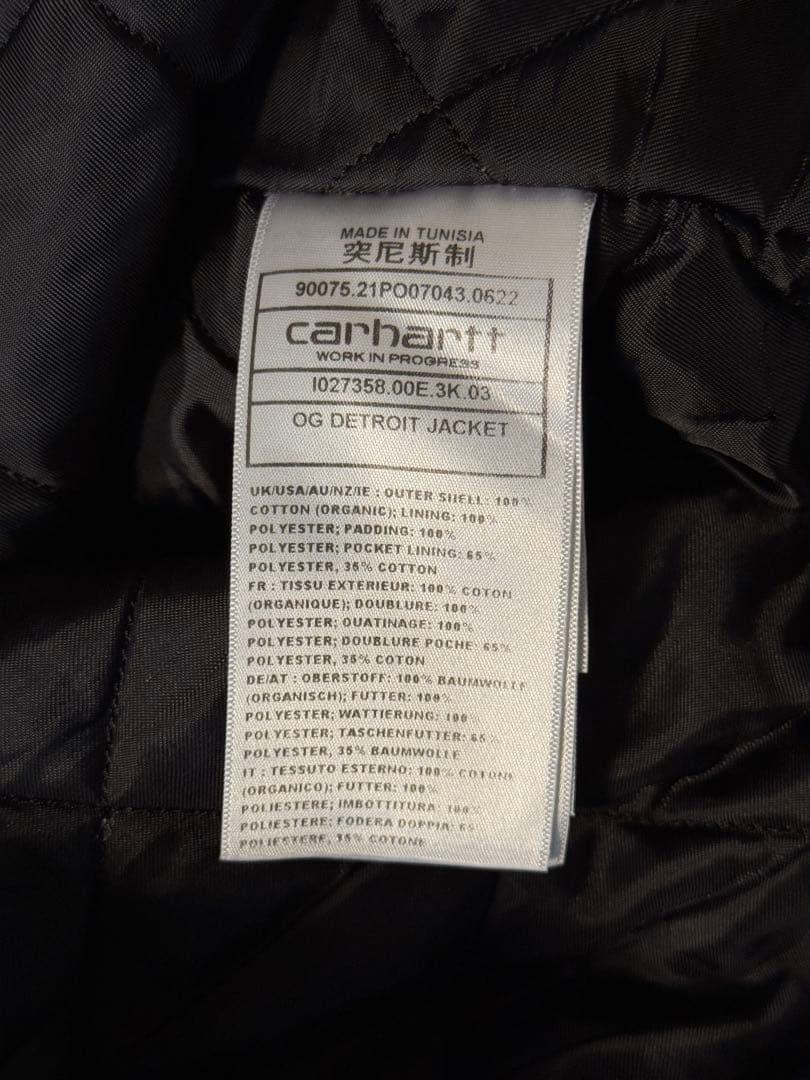 MADE IN TUNISIA
突尼斯制
90075.21PO07043.0622
carhartt
WORK IN PROGRESS
I027358.00E.3K.03
OG DETROIT JACKET
UK/USA/AU/NZ/IE : OUTER SHELL: 100%
COTTON (ORGANIC); LINING: 100%
POLYESTER; PADDING: 100%
POLYESTER; POCKET LINING: 65%
POLYESTER, 35% COTTON
FR : TISSU EXTERIEUR: 100% COTON
(ORGANIQUE); DOUBLURE: 100%
POLYESTER; OUATINAGE: 100%
POLYESTER; DOUBLURE POCHE: 65%
POLYESTER, 35% COTON
DE/AT : OBERSTOFF: 100% BAUMWOLLE
(ORGANISCH); FUTTER: 100%
POLYESTER; WATTIERUNG: 100
POLYESTER; TASCHENFUTTER: 65%
POLYESTER, 35% BAUMWOLLE
IT : TESSUTO ESTERNO: 100% COTONE
(ORGANICO); FUTTER: 100%
POLIESTERE; IMBOTTITURA: 100%
POLIESTERE; FODERA DOPPIA: 65
POLIESTERE, 35% COTONE